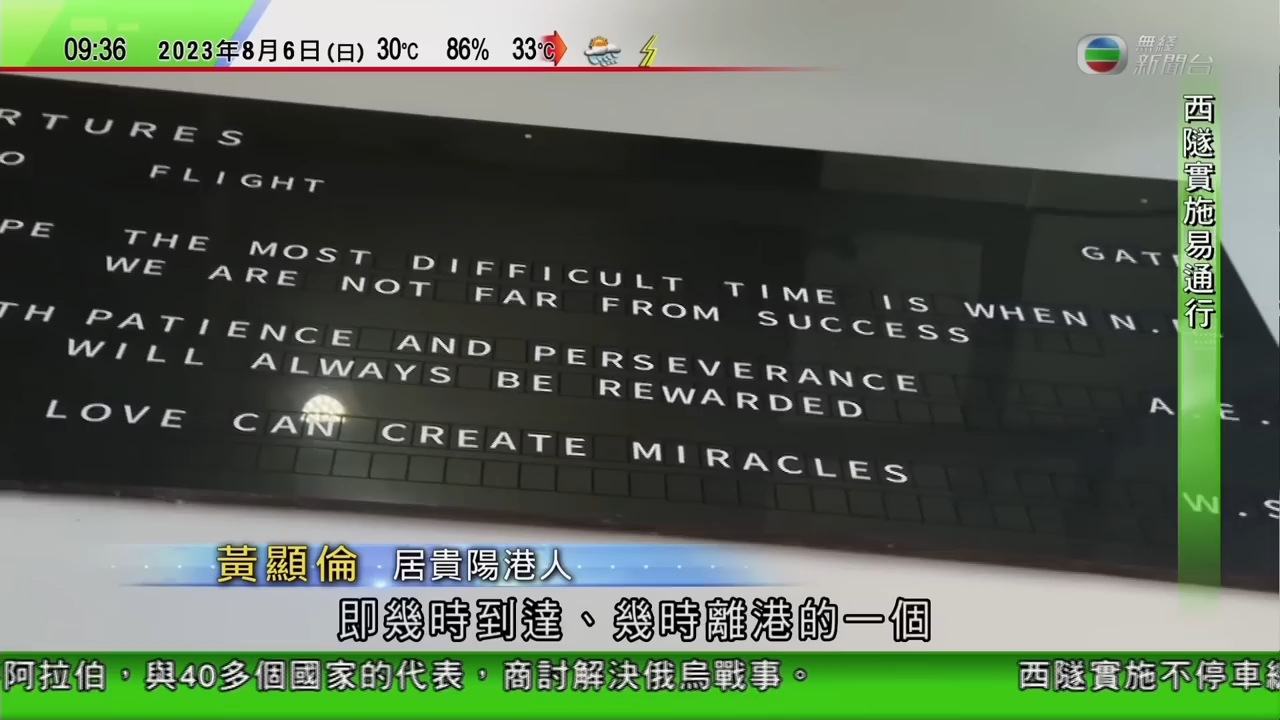 09:36 2023年8月6日(日) 30℃ 86% 33℃
無綫
新聞台
西隧實施易通行
RTURES
O FLIGHT
GATE
PE THE MOST DIFFICULT TIME IS WHEN N.
WE ARE NOT FAR FROM SUCCESS
TH PATIENCE AND PERSEVERANCE
WILL ALWAYS BE REWARDED
LOVE CAN CREATE MIRACLES
W.S
黃顯倫 居貴陽港人
即幾時到達、幾時離港的一個
阿拉伯，與40多個國家的代表，商討解決俄烏戰事。 西隧實施不停車